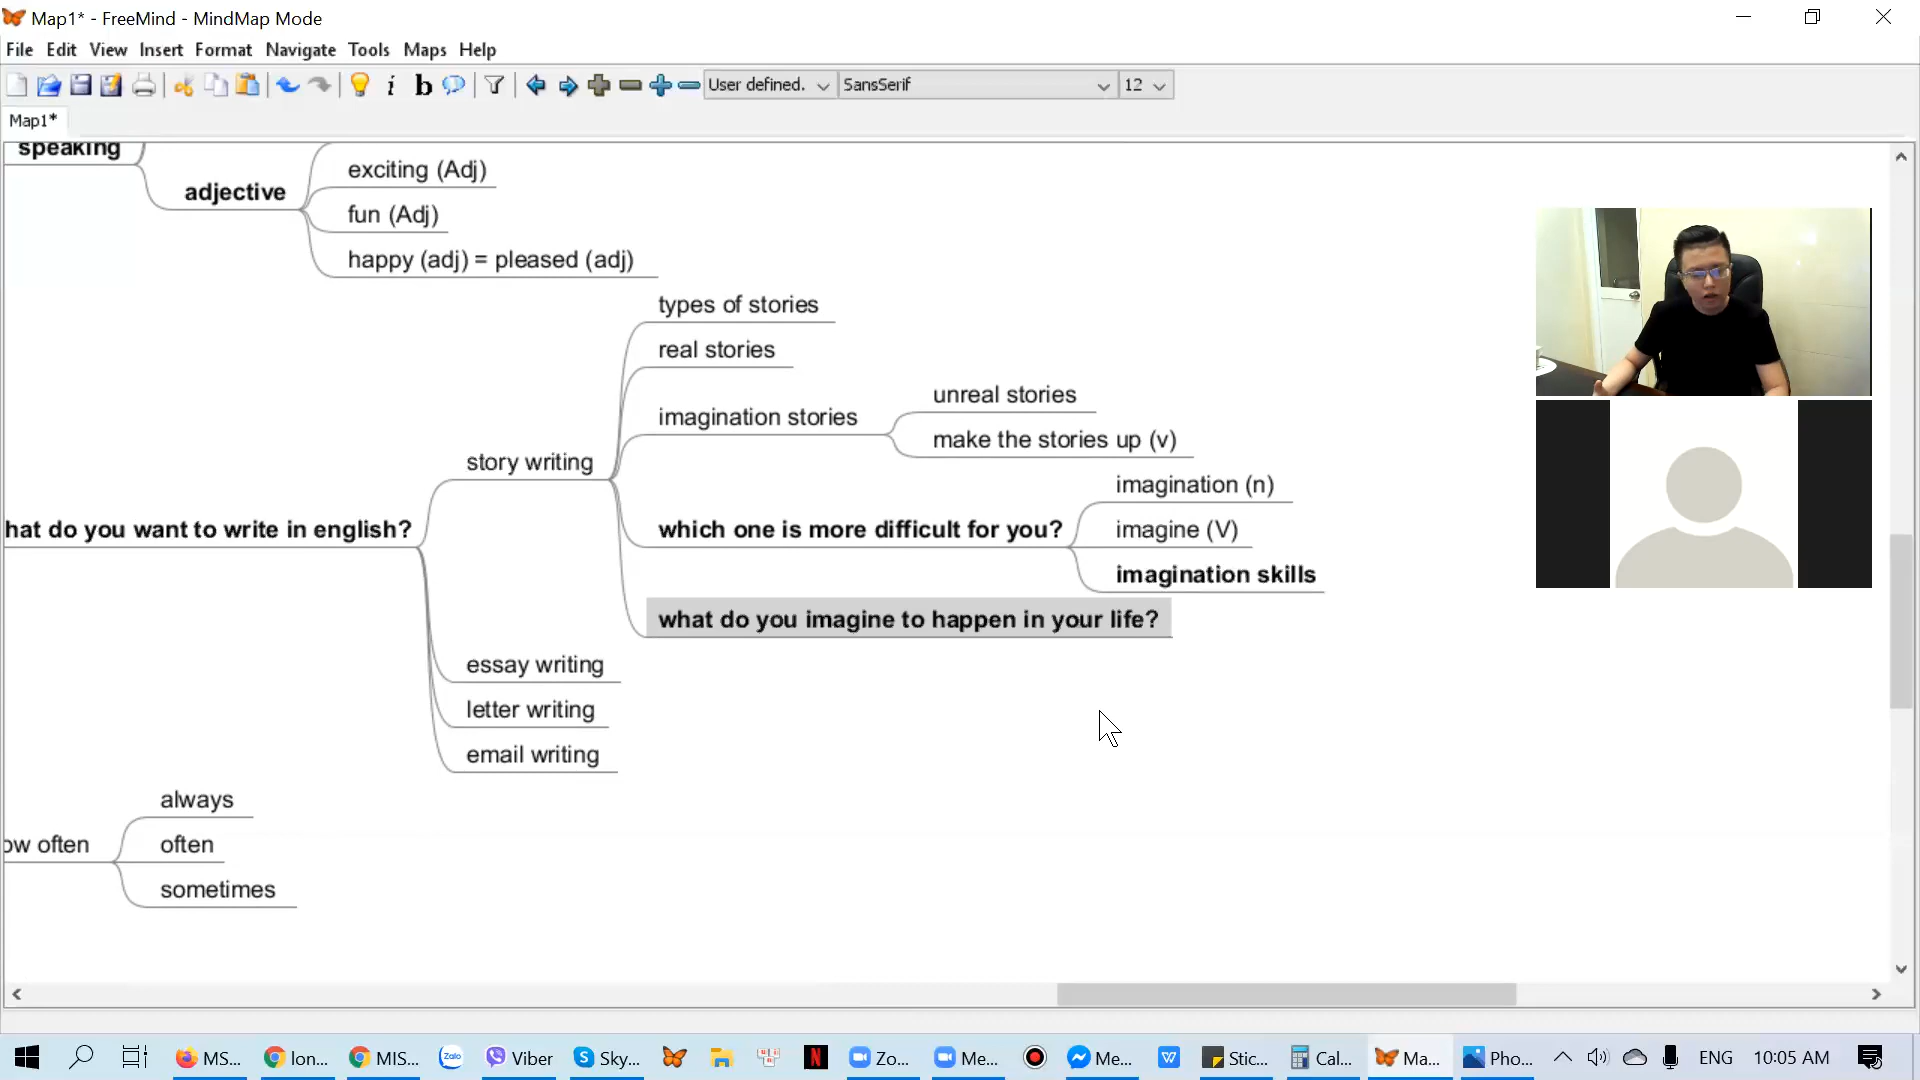 Map1* - FreeMind - MindMap Mode
File Edit View Insert Format Navigate Tools Maps Help
User defined. SansSerif 12
Map1*
speaking
adjective
exciting (Adj)
fun (Adj)
happy (adj) = pleased (adj)
types of stories
real stories
imagination stories
unreal stories
make the stories up (v)
story writing
imagination (n)
hat do you want to write in english?
which one is more difficult for you?
imagine (V)
imagination skills
what do you imagine to happen in your life?
essay writing
letter writing
email writing
always
ow often
often
sometimes
MS... lon... MIS... Zalo Viber Sky... N Zo... Me... Me... W Stic... Cal... Ma... Pho... ENG 10:05 AM